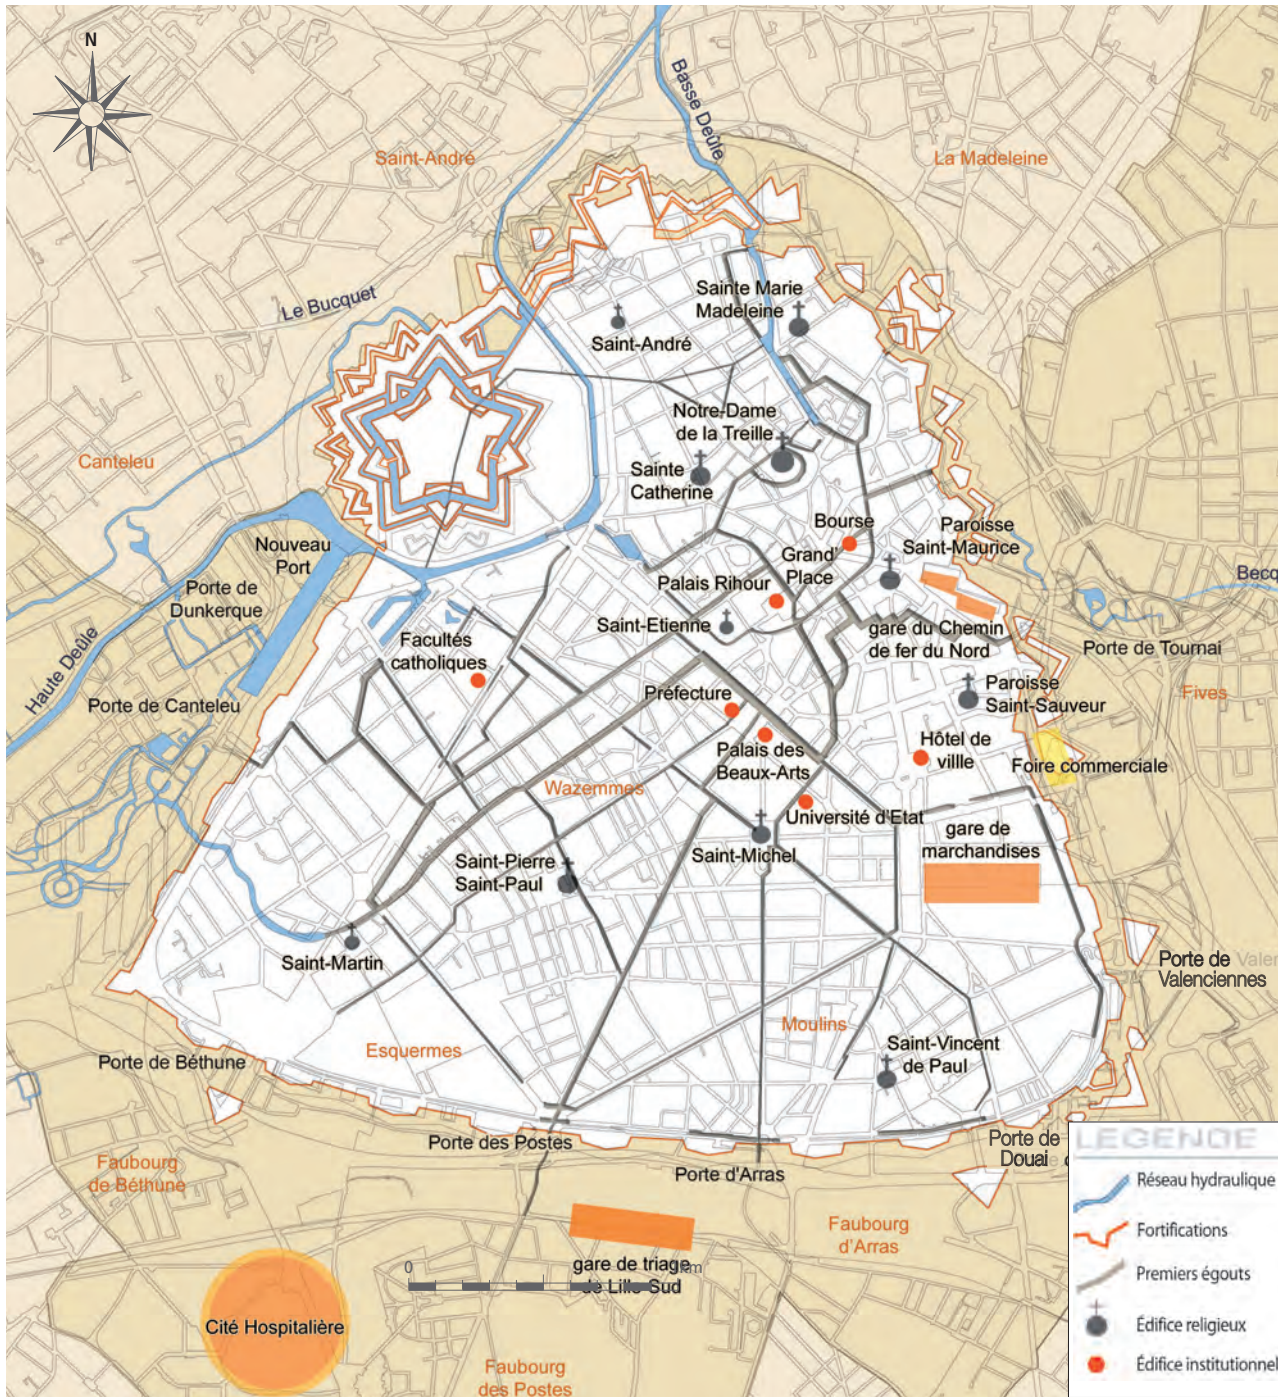 N
Basse Deûle
Saint-André
La Madeleine
Le Bucquet
Sainte Marie
Madeleine
Saint-André
Notre-Dame
de la Treille
Canteleu
Sainte
Catherine
Bourse
Paroisse
Saint-Maurice
Nouveau
Port
Grand'
Place
Porte de
Dunkerque
Palais Rihour
Becq
Saint-Etienne
gare du Chemin
de fer du Nord
Facultés
catholiques
Porte de Tournai
Haute Deûle
Préfecture
Paroisse
Saint-Sauveur
Fives
Porte de Canteleu
Palais des
Beaux-Arts
Hôtel de
villle
Foire commerciale
Wazemmes
Université d'Etat
gare de
marchandises
Saint-Pierre
Saint-Paul
Saint-Michel
Saint-Martin
Porte de Valen
Valenciennes
Moulins
Esquermes
Saint-Vincent
de Paul
Porte de Béthune
Porte des Postes
Porte de
Douai
Porte d'Arras
Faubourg
de Béthune
Faubourg
d'Arras
gare de triage
de Lille-Sud
0
km
Cité Hospitalière
Faubourg
des Postes
LEGENDE
Réseau hydraulique
Fortifications
Premiers égouts
Édifice religieux
Édifice institutionnel